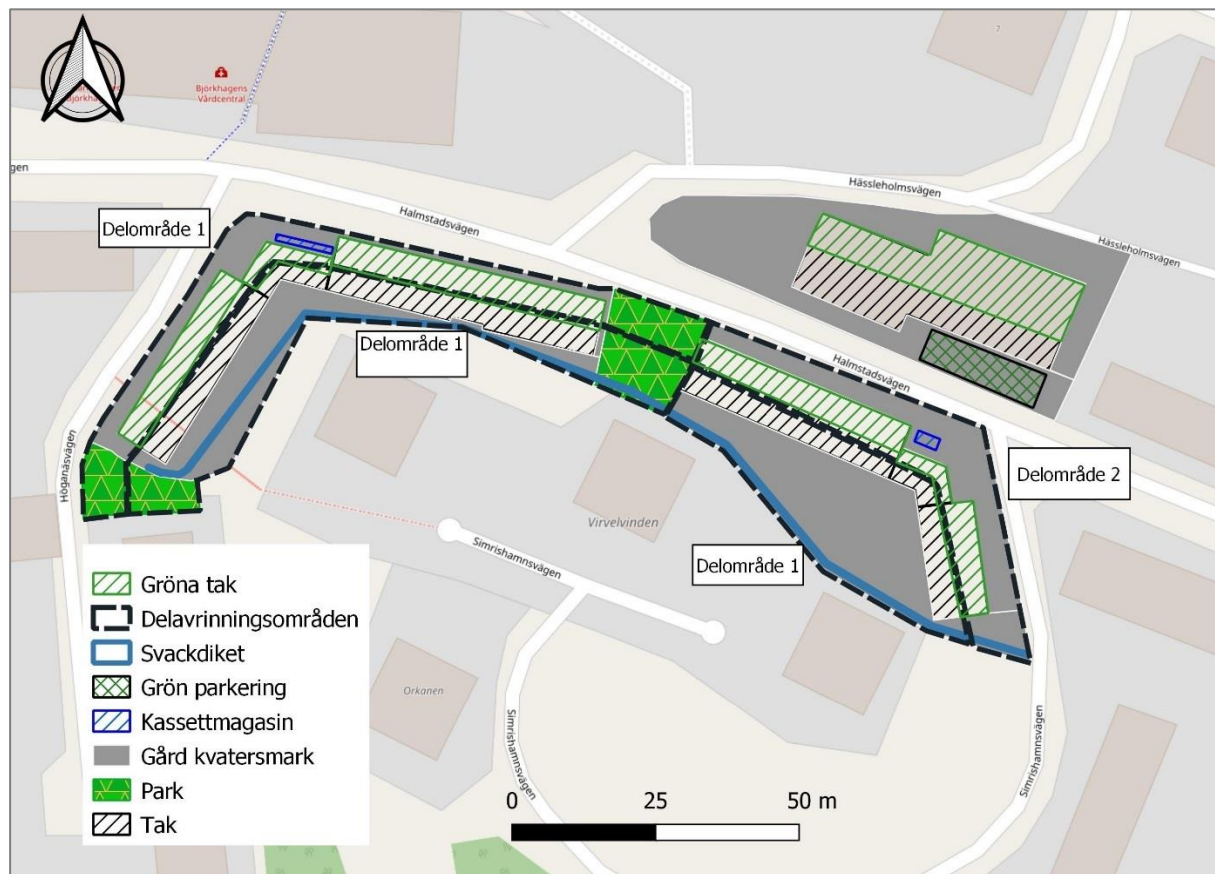 Björkhagens
Vårdcentral
gen
Hässleholmsvägen
Delområde 1
Halmstadsvägen
Hässleholmsvägen
Delområde 1
Halmstadsvägen
Höganäsvägen
Delområde 2
Virvelvinden
Simrishamnsvägen
Delområde 1
Orkanen
Simrishamnsvägen
Simrishamnsvägen
Gröna tak
Delavrinningsområden
Svackdiket
Grön parkering
Kassettmagasin
Gård kvatersmark
Park
Tak
0 25 50 m